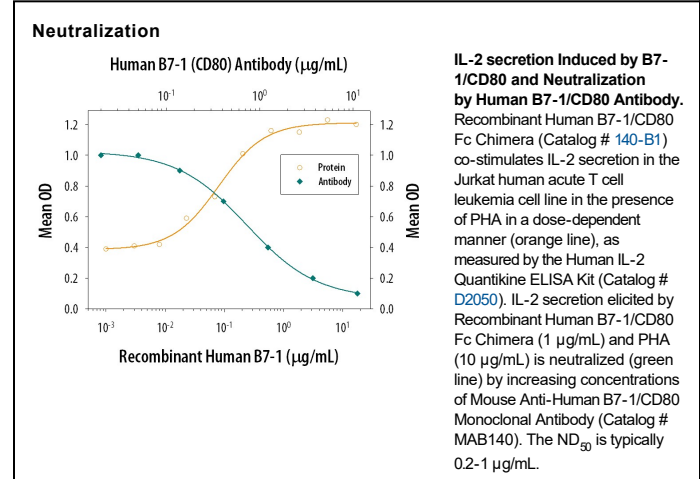 Neutralization
Human B7-1 (CD80) Antibody (μg/mL)
10⁻¹ 10⁰ 10¹
1.2 1.2
1.0 1.0
0.8 0.8
0.6 0.6
0.4 0.4
0.2 0.2
0.0 0.0
Mean OD
Mean OD
Protein
Antibody
10⁻³ 10⁻² 10⁻¹ 10⁰ 10¹
Recombinant Human B7-1 (μg/mL)
IL-2 secretion Induced by B7-
1/CD80 and Neutralization
by Human B7-1/CD80 Antibody.
Recombinant Human B7-1/CD80
Fc Chimera (Catalog # 140-B1)
co-stimulates IL-2 secretion in the
Jurkat human acute T cell
leukemia cell line in the presence
of PHA in a dose-dependent
manner (orange line), as
measured by the Human IL-2
Quantikine ELISA Kit (Catalog #
D2050). IL-2 secretion elicited by
Recombinant Human B7-1/CD80
Fc Chimera (1 μg/mL) and PHA
(10 μg/mL) is neutralized (green
line) by increasing concentrations
of Mouse Anti-Human B7-1/CD80
Monoclonal Antibody (Catalog #
MAB140). The ND₅₀ is typically
0.2-1 μg/mL.